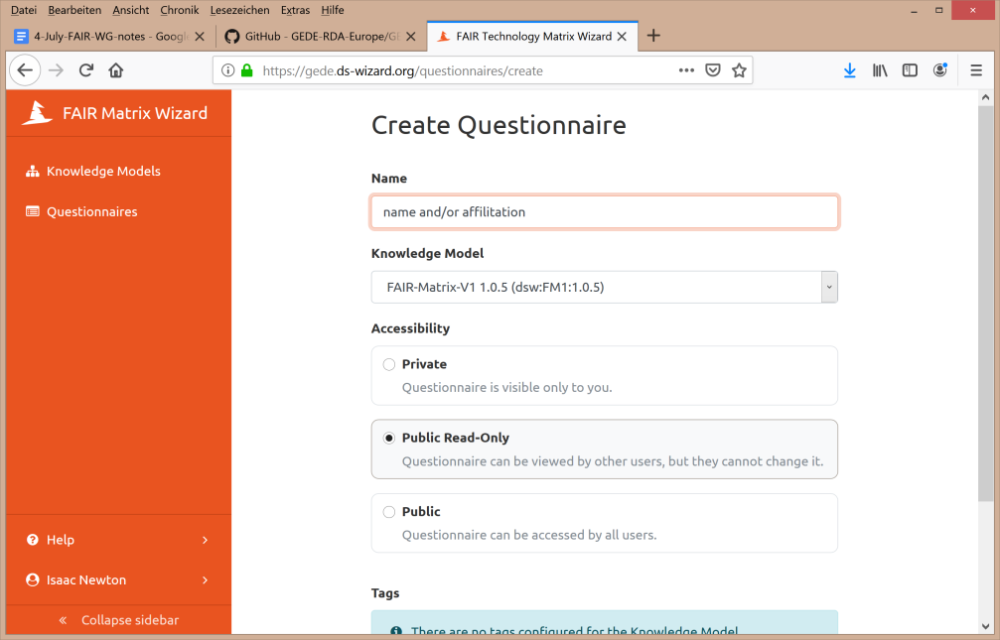 Datei Bearbeiten Ansicht Chronik Lesezeichen Extras Hilfe
4-July-FAIR-WG-notes - Google
GitHub - GEDE-RDA-Europe/GE
FAIR Technology Matrix Wizard
https://gede.ds-wizard.org/questionnaires/create
FAIR Matrix Wizard
Knowledge Models
Questionnaires
Help
Isaac Newton
« Collapse sidebar
Create Questionnaire
Name
name and/or affilitation
Knowledge Model
FAIR-Matrix-V1 1.0.5 (dsw:FM1:1.0.5)
Accessibility
Private
Questionnaire is visible only to you.
Public Read-Only
Questionnaire can be viewed by other users, but they cannot change it.
Public
Questionnaire can be accessed by all users.
Tags
There are no tags configured for the Knowledge Model